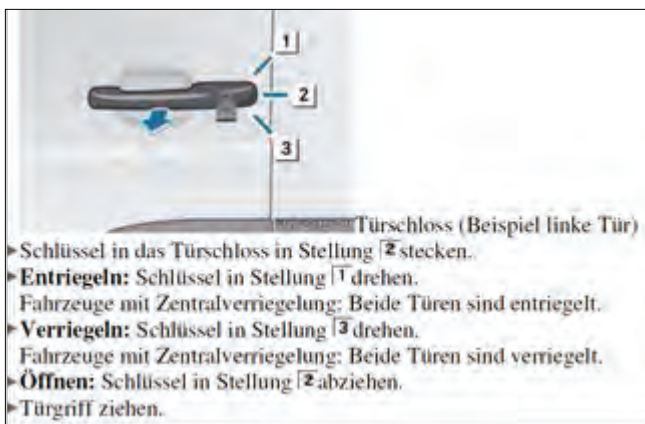 1
2
3
Türschloss (Beispiel linke Tür)
►Schlüssel in das Türschloss in Stellung 2 stecken.
►Entriegeln: Schlüssel in Stellung 1 drehen.
Fahrzeuge mit Zentralverriegelung: Beide Türen sind entriegelt.
►Verriegeln: Schlüssel in Stellung 3 drehen.
Fahrzeuge mit Zentralverriegelung: Beide Türen sind verriegelt.
►Öffnen: Schlüssel in Stellung 2 abziehen.
►Türgriff ziehen.